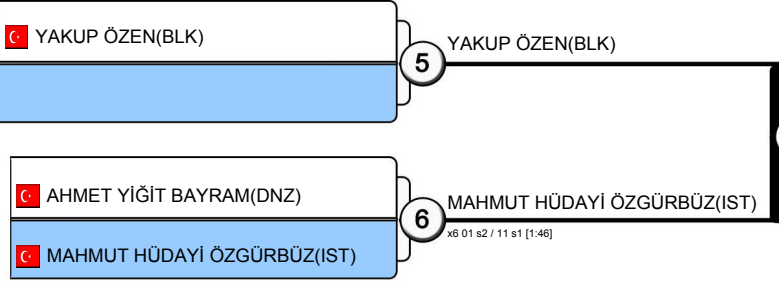 YAKUP ÖZEN(BLK)
5
YAKUP ÖZEN(BLK)
AHMET YİĞİT BAYRAM(DNZ)
6
MAHMUT HÜDAYİ ÖZGÜRBÜZ(IST)
x6 01 s2 / 11 s1 [1:46]
MAHMUT HÜDAYİ ÖZGÜRBÜZ(IST)